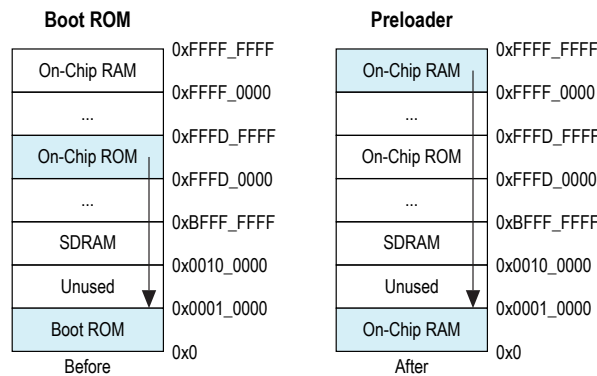 Boot ROM
On-Chip RAM
...
On-Chip ROM
...
SDRAM
Unused
Boot ROM
Before
0xFFFF_FFFF
0xFFFF_0000
0xFFFD_FFFF
0xFFFD_0000
0xBFFF_FFFF
0x0010_0000
0x0001_0000
0x0
Preloader
On-Chip RAM
...
On-Chip ROM
...
SDRAM
Unused
On-Chip RAM
After
0xFFFF_FFFF
0xFFFF_0000
0xFFFD_FFFF
0xFFFD_0000
0xBFFF_FFFF
0x0010_0000
0x0001_0000
0x0